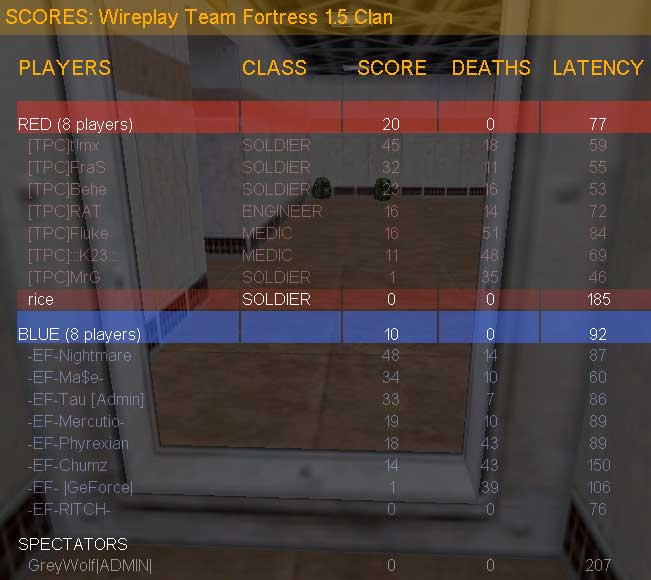 SCORES: Wireplay Team Fortress 1.5 Clan
PLAYERS CLASS SCORE DEATHS LATENCY
RED (8 players) 20 0 77
[TPC]t!mx SOLDIER 45 18 59
[TPC]FraS SOLDIER 32 11 55
[TPC]Behe SOLDIER 23 16 53
[TPC]RAT ENGINEER 16 14 72
[TPC]Fluke MEDIC 16 51 84
[TPC]:::K23::. MEDIC 11 48 69
[TPC]MrG SOLDIER 1 35 46
rice SOLDIER 0 0 185
BLUE (8 players) 10 0 92
-EF-Nightmare 48 14 87
-EF-Ma$e- 34 10 60
-EF-Tau [Admin] 33 7 86
-EF-Mercutio- 19 10 89
-EF-Phyrexian 18 43 89
-EF-Chumz 14 43 150
-EF- |GeForce| 1 39 106
-EF-RITCH- 0 0 76
SPECTATORS
GreyWolf|ADMIN| 0 0 207